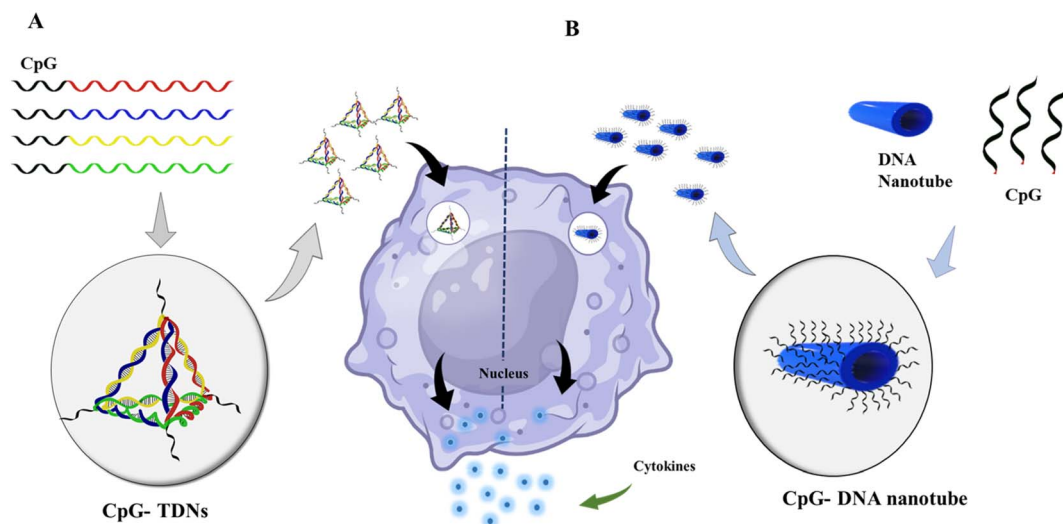 A
CpG
CpG- TDNs
B
DNA
Nanotube
CpG
Nucleus
Cytokines
CpG- DNA nanotube